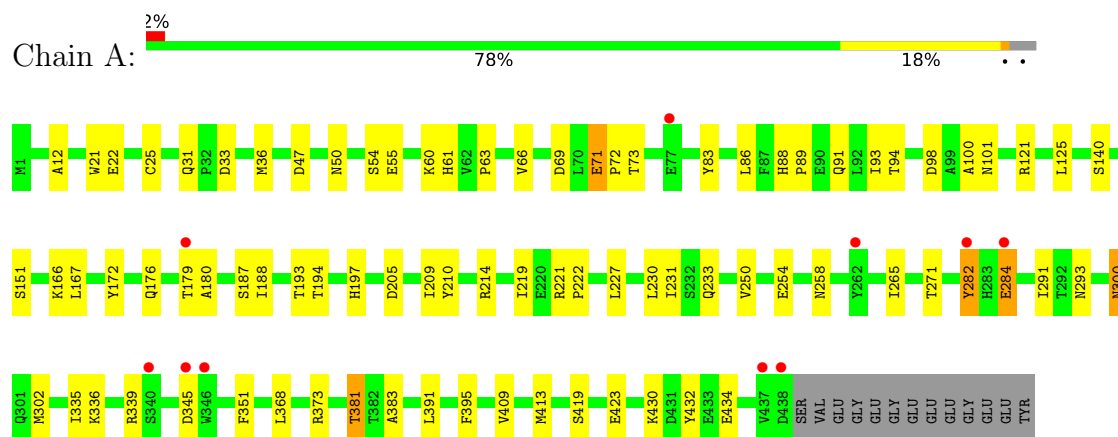 2%
Chain A:
78% 18% • •
M1 A12 W21 E22 C25 Q31 P32 D33 M36 D47 N50 S54 E55 K60 H61 V62 P63 V66 D69 L70 E71 P72 T73 E77 Y83 L86 F87 H88 P89 E90 Q91 L92 I93 T94 D98 A99 A100 N101 R121 L125 S140
S151 K166 L167 Y172 Q176 T179 A180 S187 I188 T193 T194 H197 D205 I209 Y210 R214 I219 E220 R221 P222 L227 L230 I231 S232 Q233 V250 E254 N258 Y262 I265 T271 Y282 H283 E284 I291 T292 N293 N300
Q301 M302 I335 K336 R339 S340 D345 W346 F351 L368 R373 T381 T382 A383 L391 F395 V409 M413 S419 E423 K430 D431 Y432 E433 E434 V437 D438 SER VAL GLU GLY GLU GLU GLY GLU GLU GLU GLY GLU GLU TYR